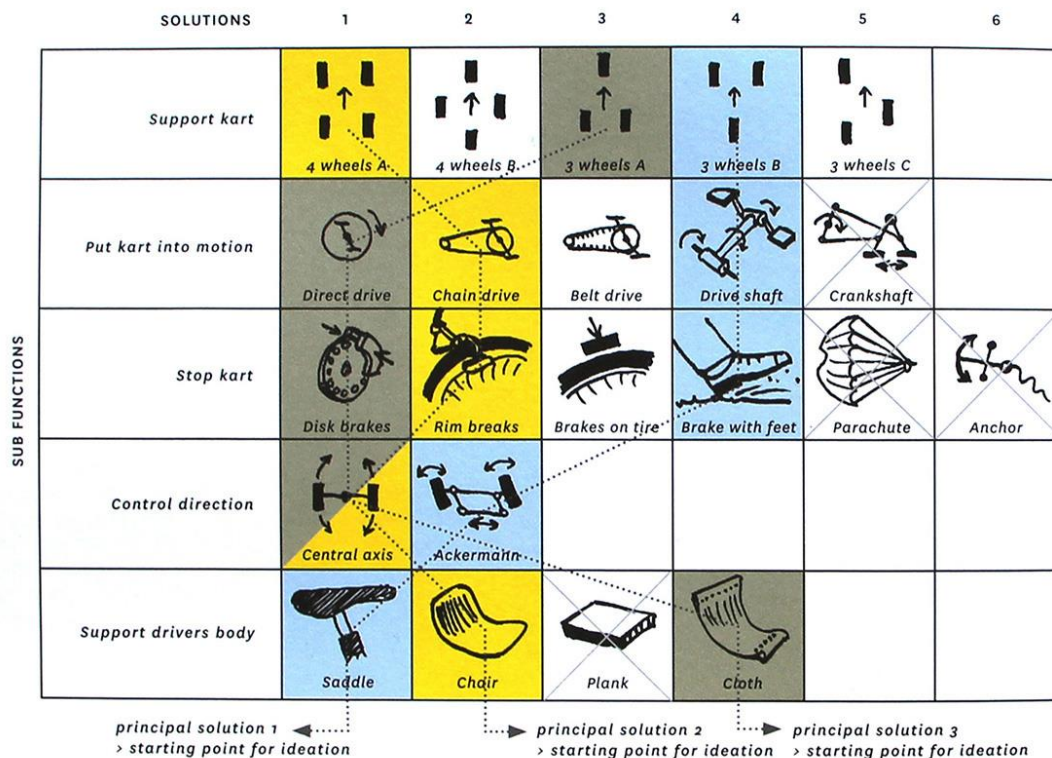 SOLUTIONS 1 2 3 4 5 6
SUB FUNCTIONS
Support kart
4 wheels A
4 wheels B
3 wheels A
3 wheels B
3 wheels C
Put kart into motion
Direct drive
Chain drive
Belt drive
Drive shaft
Crankshaft
Stop kart
Disk brakes
Rim breaks
Brakes on tire
Brake with feet
Parachute
Anchor
Control direction
Central axis
Ackermann
Support drivers body
Saddle
Chair
Plank
Cloth
principal solution 1
> starting point for ideation
principal solution 2
> starting point for ideation
principal solution 3
> starting point for ideation